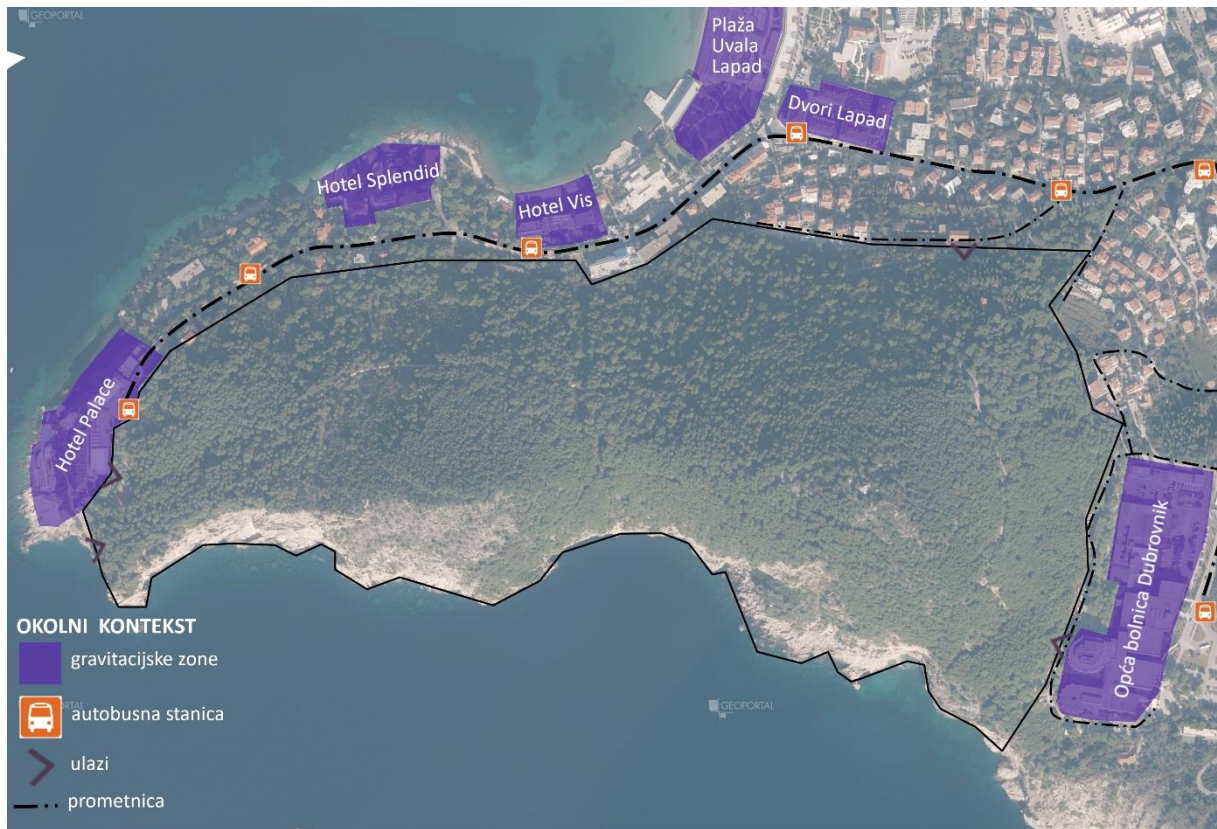 GEOPORTAL
Plaža
Uvala
Lapad
Dvori Lapad
Hotel Splendid
Hotel Vis
Hotel Palace
Opća bolnica Dubrovnik
OKOLNI KONTEKST
gravitacijske zone
autobusna stanica
ulazi
prometnica
GEOPORTAL